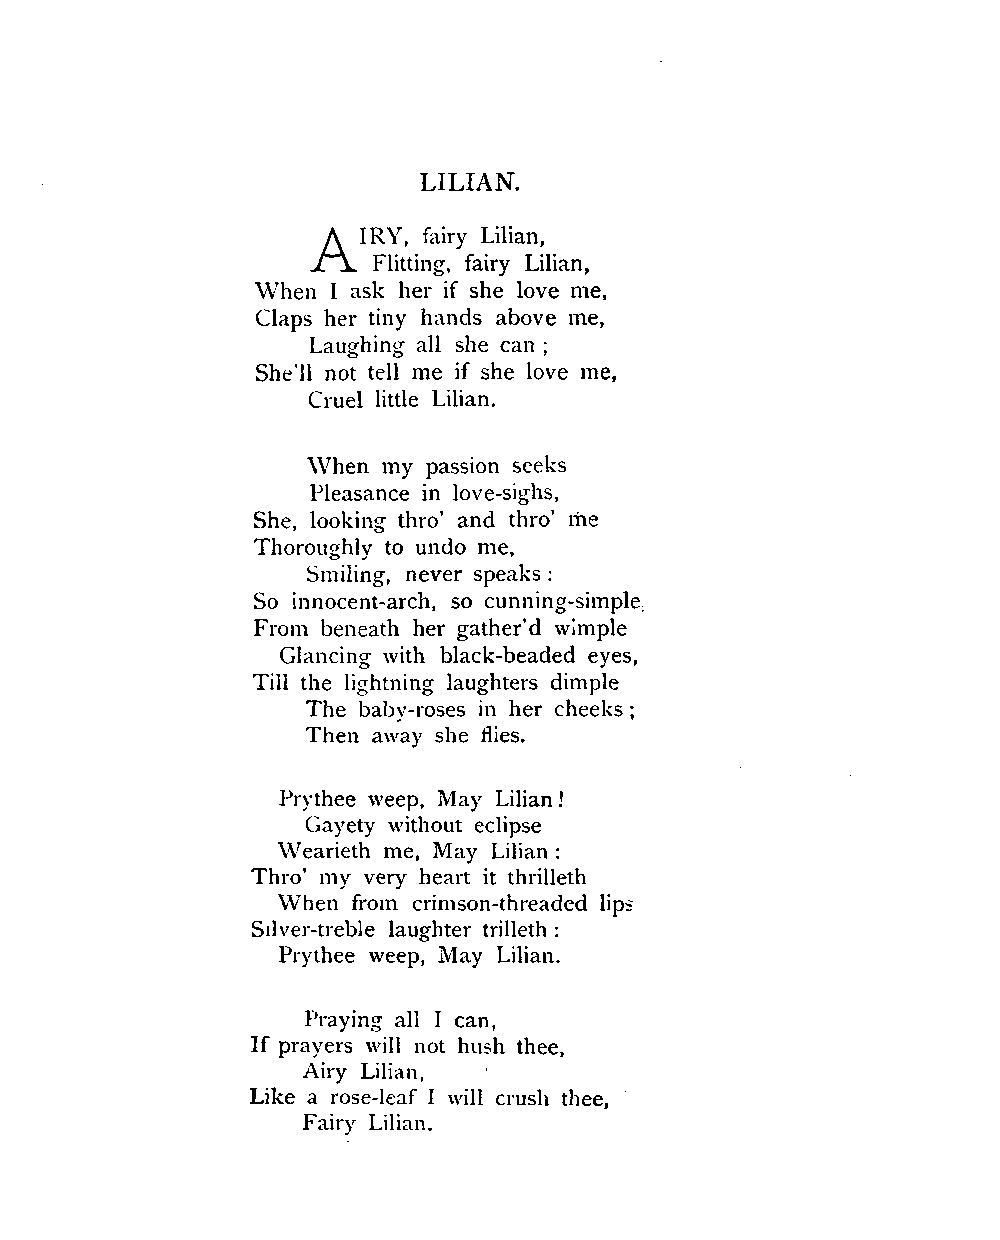 LILIAN.
AIRY, fairy Lilian,
Flitting, fairy Lilian,
When I ask her if she love me,
Claps her tiny hands above me,
Laughing all she can ;
She'll not tell me if she love me,
Cruel little Lilian.
When my passion seeks
Pleasance in love-sighs,
She, looking thro' and thro' me
Thoroughly to undo me,
Smiling, never speaks :
So innocent-arch, so cunning-simple,
From beneath her gather'd wimple
Glancing with black-beaded eyes,
Till the lightning laughters dimple
The baby-roses in her cheeks ;
Then away she flies.
Prythee weep, May Lilian !
Gayety without eclipse
Wearieth me, May Lilian :
Thro' my very heart it thrilleth
When from crimson-threaded lips
Silver-treble laughter trilleth :
Prythee weep, May Lilian.
Praying all I can,
If prayers will not hush thee,
Airy Lilian,
Like a rose-leaf I will crush thee,
Fairy Lilian.